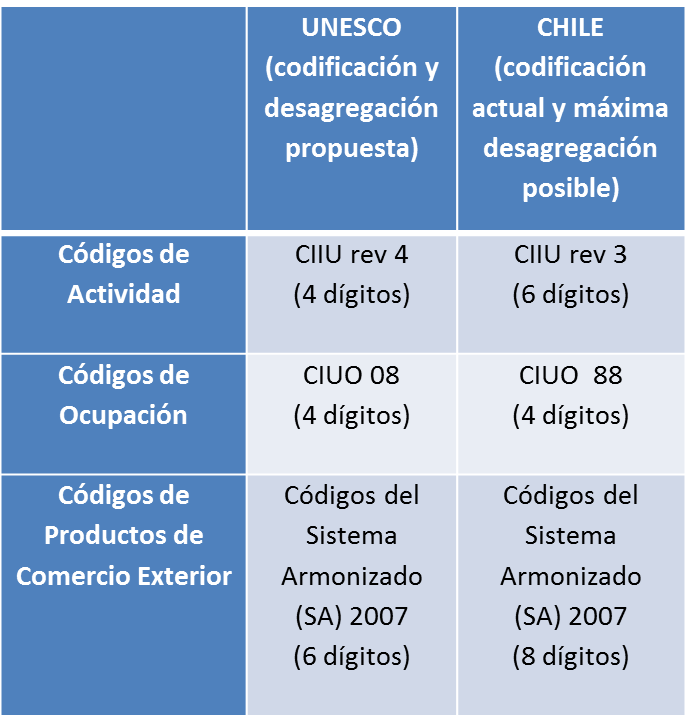 UNESCO
(codificación y
desagregación
propuesta)
CHILE
(codificación
actual y máxima
desagregación
posible)
Códigos de
Actividad
CIIU rev 4
(4 dígitos)
CIIU rev 3
(6 dígitos)
Códigos de
Ocupación
CIUO 08
(4 dígitos)
CIUO  88
(4 dígitos)
Códigos de
Productos de
Comercio Exterior
Códigos del
Sistema
Armonizado
(SA) 2007
(6 dígitos)
Códigos del
Sistema
Armonizado
(SA) 2007
(8 dígitos)